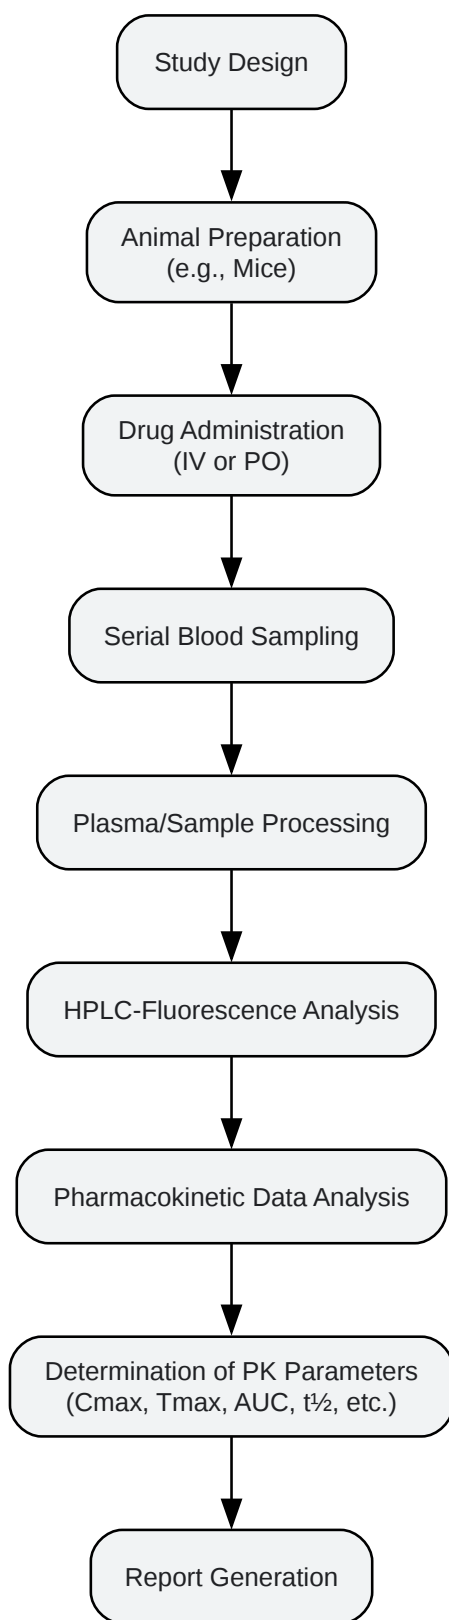 Study Design
Animal Preparation
(e.g., Mice)
Drug Administration
(IV or PO)
Serial Blood Sampling
Plasma/Sample Processing
HPLC-Fluorescence Analysis
Pharmacokinetic Data Analysis
Determination of PK Parameters
(Cmax, Tmax, AUC, t½, etc.)
Report Generation